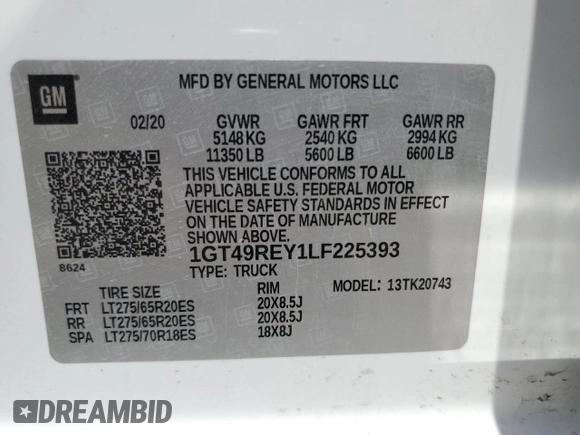 GM
MFD BY GENERAL MOTORS LLC
02/20 GVWR GAWR FRT GAWR RR
5148 KG 2540 KG 2994 KG
11350 LB 5600 LB 6600 LB
THIS VEHICLE CONFORMS TO ALL
APPLICABLE U.S. FEDERAL MOTOR
VEHICLE SAFETY STANDARDS IN EFFECT
ON THE DATE OF MANUFACTURE
SHOWN ABOVE.
8624
1GT49REY1LF225393
TYPE: TRUCK
TIRE SIZE RIM MODEL: 13TK20743
FRT LT275/65R20ES 20X8.5J
RR LT275/65R20ES 20X8.5J
SPA LT275/70R18ES 18X8J
DREAMBID